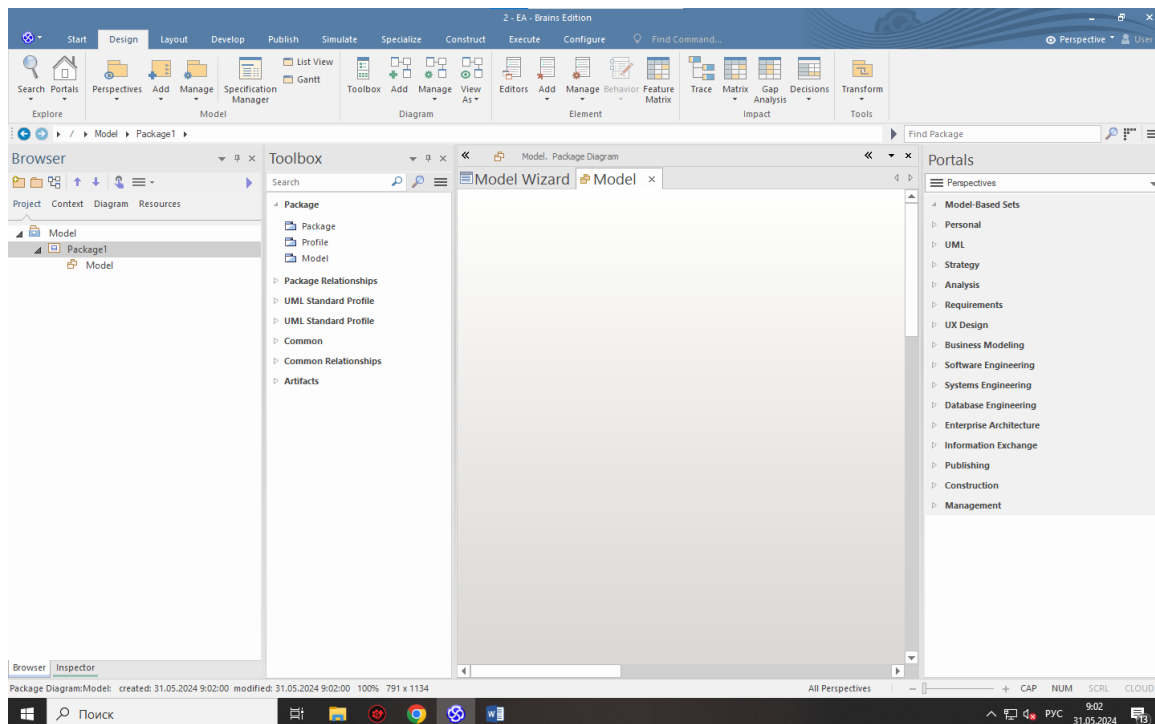 2 - EA - Brains Edition
Start Design Layout Develop Publish Simulate Specialize Construct Execute Configure Find Command... Perspective User
Search Portals Perspectives Add Manage Specification Manager List View Gantt Toolbox Add Manage View As Editors Add Manage Behavior Feature Matrix Trace Matrix Gap Analysis Decisions Transform
Explore Model Diagram Element Impact Tools
/ Model Package1 Find Package
Browser
Project Context Diagram Resources
Model
Package1
Model
Browser Inspector
Toolbox
Search
Package
Package
Profile
Model
Package Relationships
UML Standard Profile
UML Standard Profile
Common
Common Relationships
Artifacts
Model. Package Diagram
Model Wizard Model
Portals
Perspectives
Model-Based Sets
Personal
UML
Strategy
Analysis
Requirements
UX Design
Business Modeling
Software Engineering
Systems Engineering
Database Engineering
Enterprise Architecture
Information Exchange
Publishing
Construction
Management
Package Diagram:Model: created: 31.05.2024 9:02:00 modified: 31.05.2024 9:02:00 100% 791 x 1134 All Perspectives CAP NUM SCRL CLOUD
Поиск РУС 9:02
31.05.2024 13